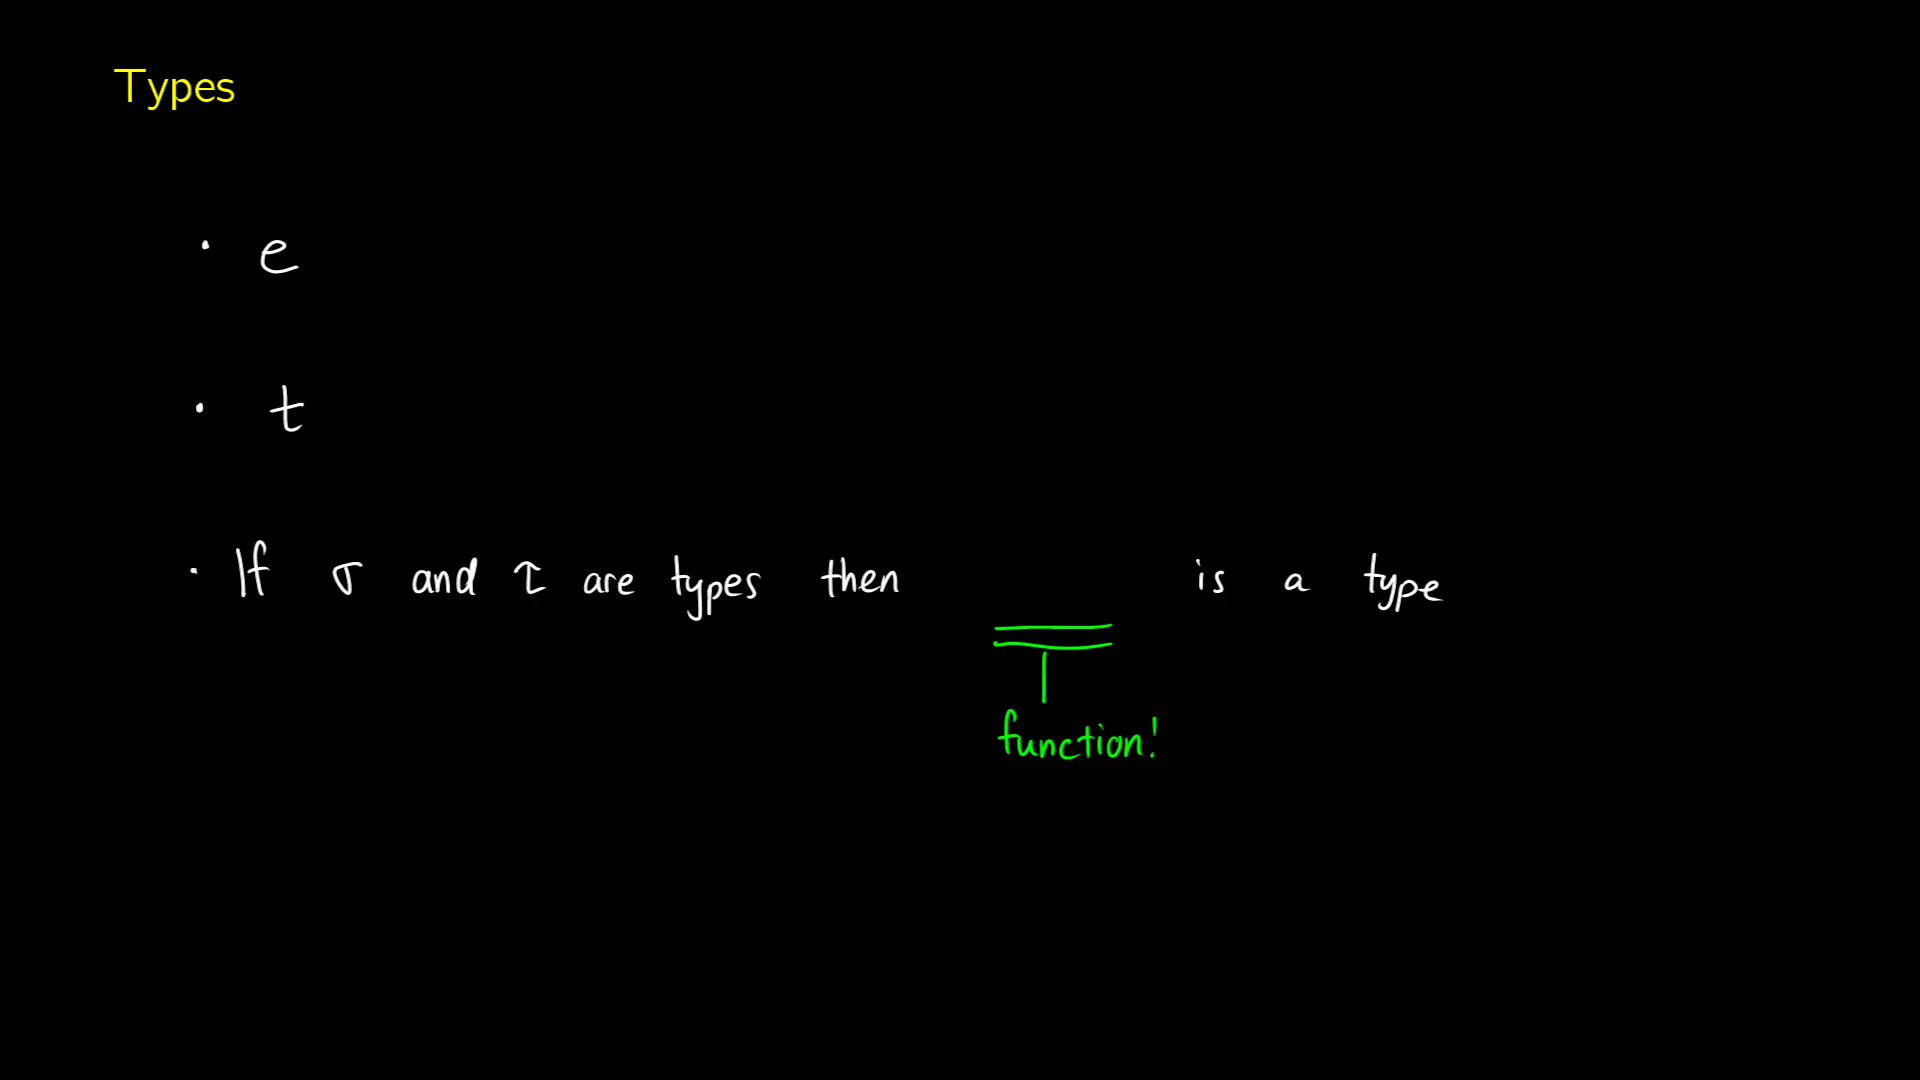 Types
· e
· t
· If σ and τ are types then is a type
function!